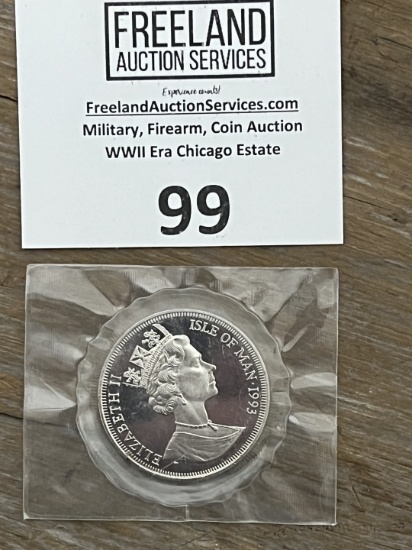 FREELAND
AUCTION SERVICES
Experience counts!
FreelandAuctionServices.com
Military, Firearm, Coin Auction
WWII Era Chicago Estate
99
ELIZABETH II
ISLE OF MAN · 1993